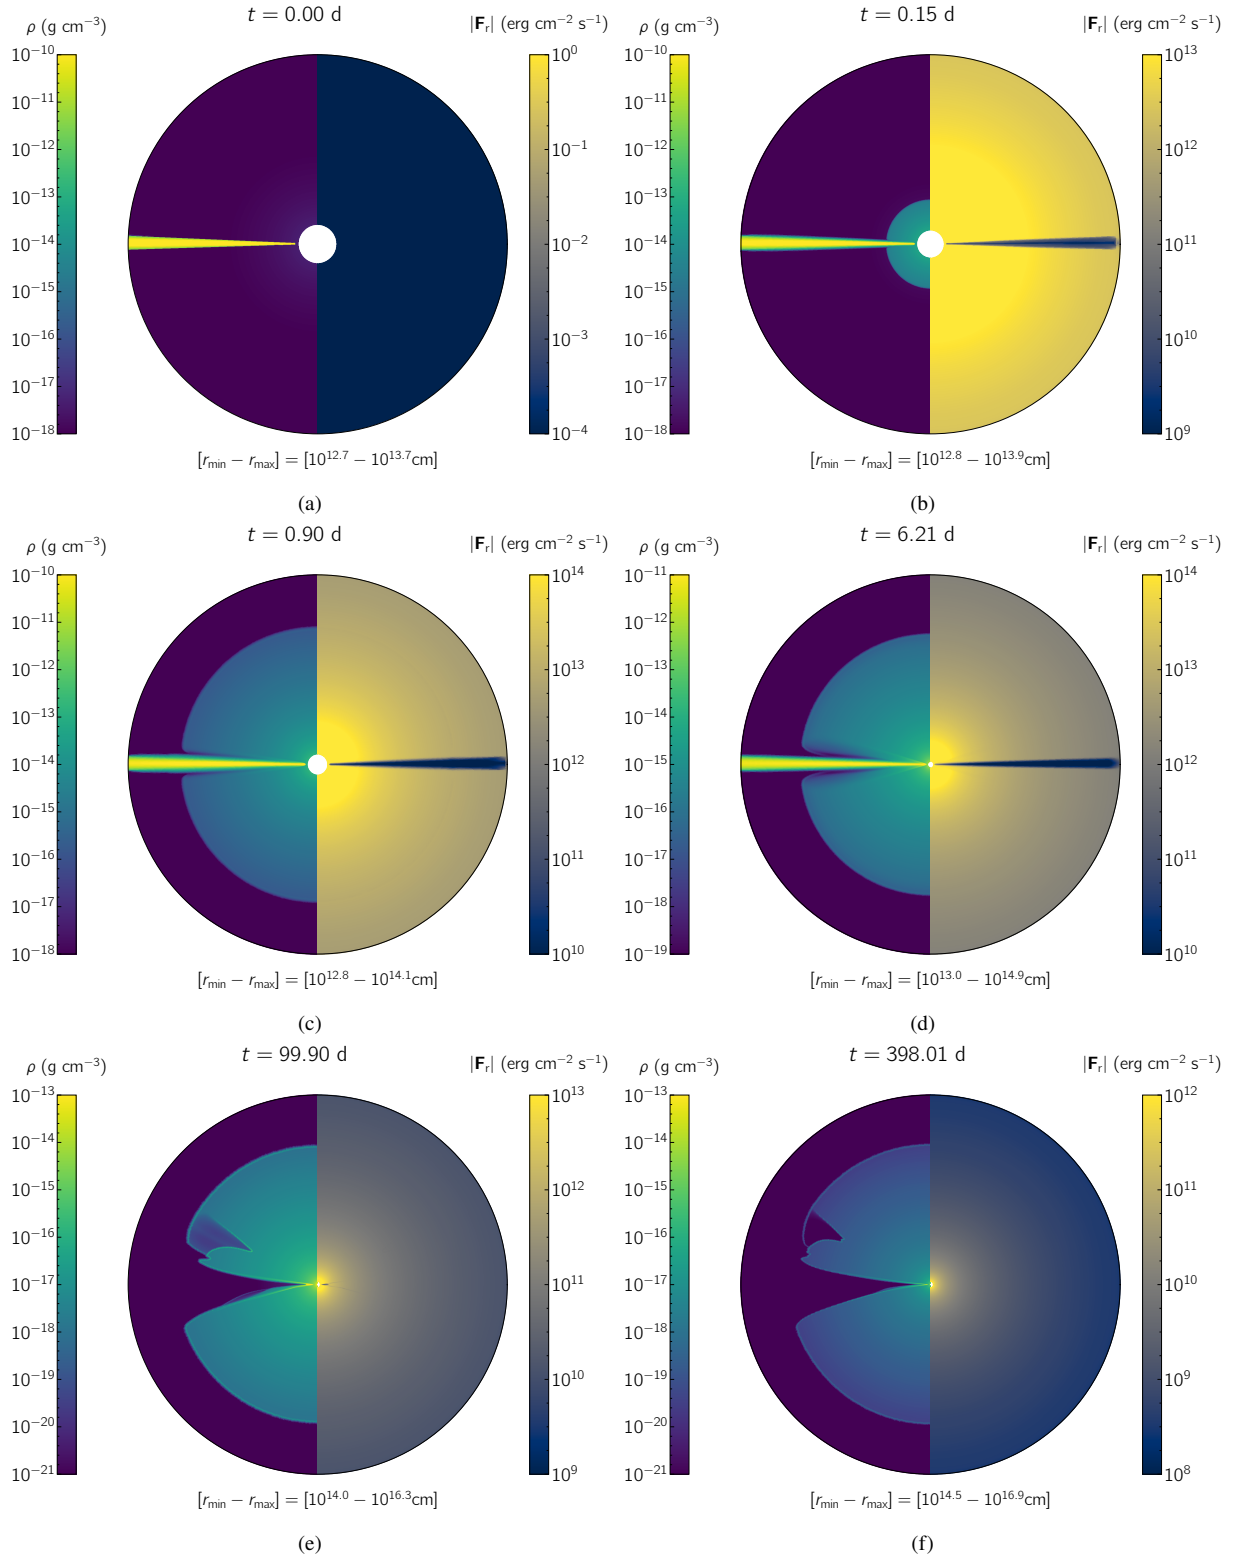 t = 0.00 d
ρ (g cm⁻³)
|F_r| (erg cm⁻² s⁻¹)
10⁻¹⁰
10⁻¹¹
10⁻¹²
10⁻¹³
10⁻¹⁴
10⁻¹⁵
10⁻¹⁶
10⁻¹⁷
10⁻¹⁸
10⁰
10⁻¹
10⁻²
10⁻³
10⁻⁴
[r_min − r_max] = [10^12.7 − 10^13.7cm]
(a)
t = 0.15 d
ρ (g cm⁻³)
|F_r| (erg cm⁻² s⁻¹)
10⁻¹⁰
10⁻¹¹
10⁻¹²
10⁻¹³
10⁻¹⁴
10⁻¹⁵
10⁻¹⁶
10⁻¹⁷
10⁻¹⁸
10¹³
10¹²
10¹¹
10¹⁰
10⁹
[r_min − r_max] = [10^12.8 − 10^13.9cm]
(b)
t = 0.90 d
ρ (g cm⁻³)
|F_r| (erg cm⁻² s⁻¹)
10⁻¹⁰
10⁻¹¹
10⁻¹²
10⁻¹³
10⁻¹⁴
10⁻¹⁵
10⁻¹⁶
10⁻¹⁷
10⁻¹⁸
10¹⁴
10¹³
10¹²
10¹¹
10¹⁰
[r_min − r_max] = [10^12.8 − 10^14.1cm]
(c)
t = 6.21 d
ρ (g cm⁻³)
|F_r| (erg cm⁻² s⁻¹)
10⁻¹¹
10⁻¹²
10⁻¹³
10⁻¹⁴
10⁻¹⁵
10⁻¹⁶
10⁻¹⁷
10⁻¹⁸
10⁻¹⁹
10¹⁴
10¹³
10¹²
10¹¹
10¹⁰
[r_min − r_max] = [10^13.0 − 10^14.9cm]
(d)
t = 99.90 d
ρ (g cm⁻³)
|F_r| (erg cm⁻² s⁻¹)
10⁻¹³
10⁻¹⁴
10⁻¹⁵
10⁻¹⁶
10⁻¹⁷
10⁻¹⁸
10⁻¹⁹
10⁻²⁰
10⁻²¹
10¹³
10¹²
10¹¹
10¹⁰
10⁹
[r_min − r_max] = [10^14.0 − 10^16.3cm]
(e)
t = 398.01 d
ρ (g cm⁻³)
|F_r| (erg cm⁻² s⁻¹)
10⁻¹³
10⁻¹⁴
10⁻¹⁵
10⁻¹⁶
10⁻¹⁷
10⁻¹⁸
10⁻¹⁹
10⁻²⁰
10⁻²¹
10¹²
10¹¹
10¹⁰
10⁹
10⁸
[r_min − r_max] = [10^14.5 − 10^16.9cm]
(f)